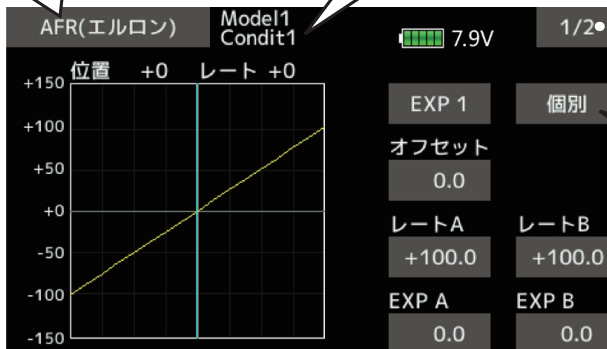 AFR(エルロン)
Model1
Condit1
7.9V
1/2
位置 +0 レート +0
+150
+100
+50
+0
-50
-100
-150
EXP 1
個別
オフセット
0.0
レートA
レートB
+100.0
+100.0
EXP A
EXP B
0.0
0.0